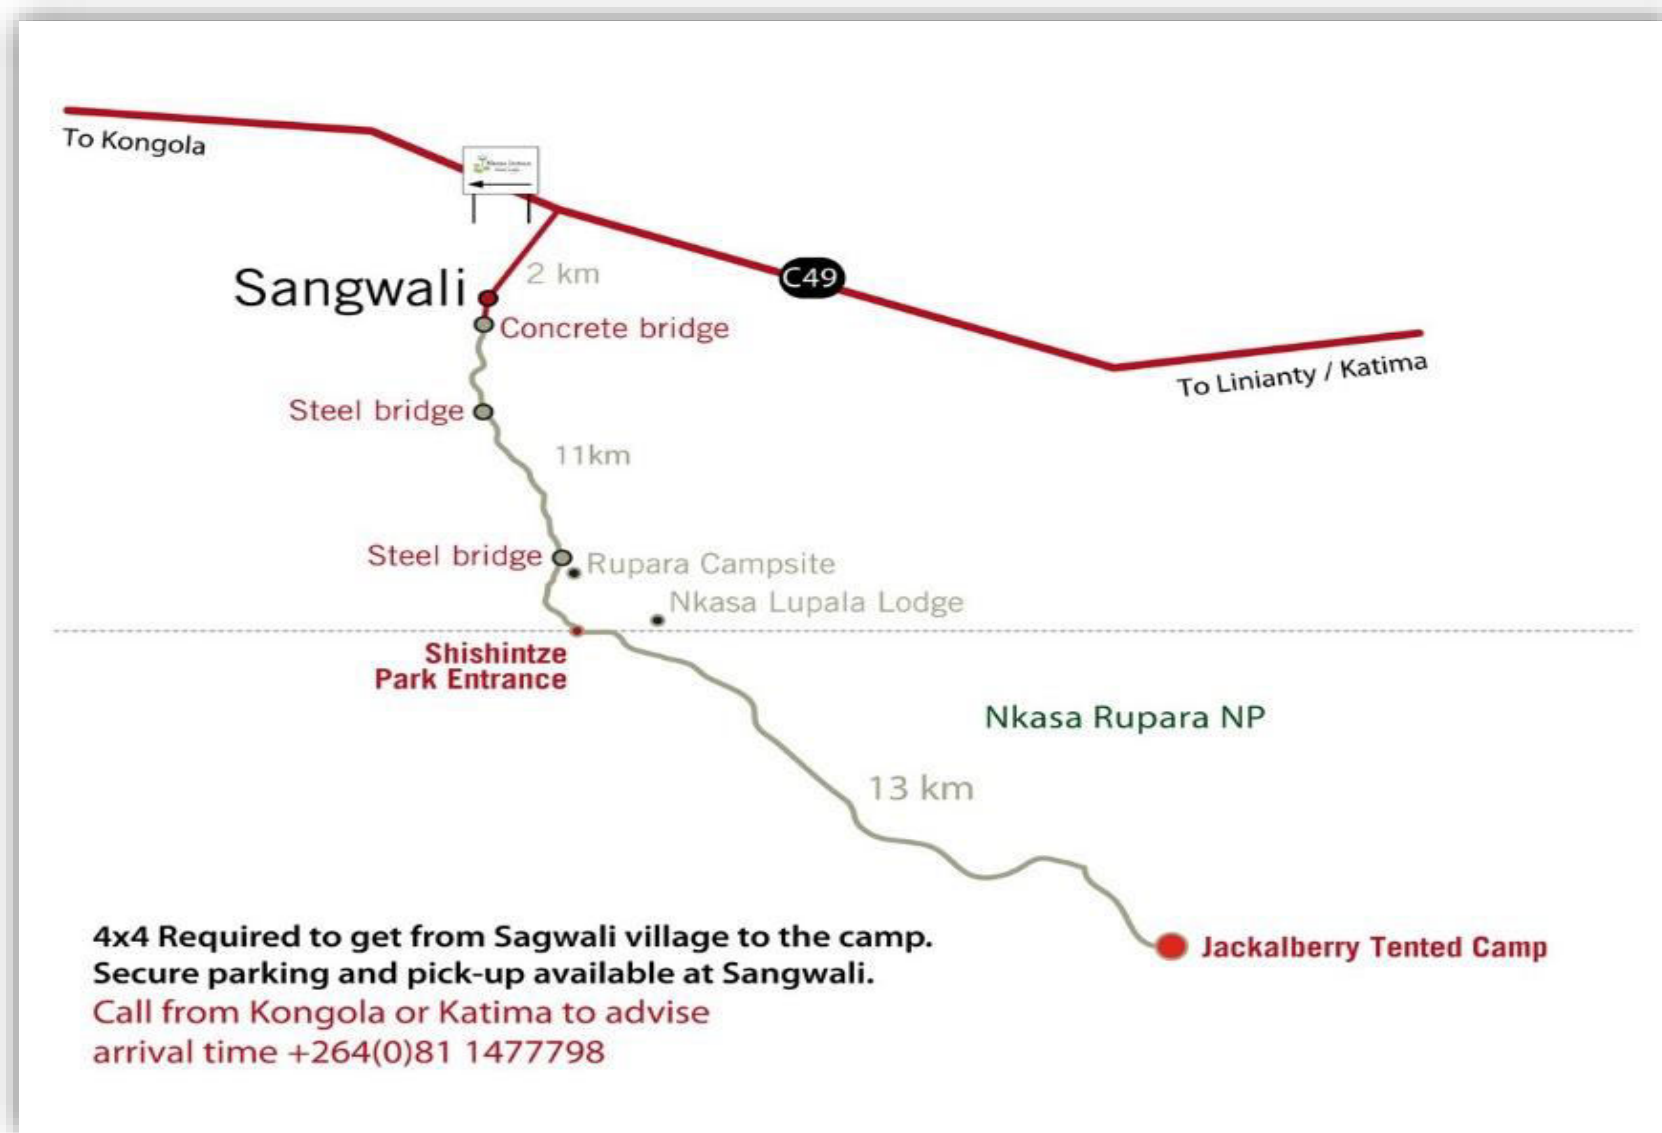 To Kongola
Sangwali
2 km
C49
Concrete bridge
To Linianty / Katima
Steel bridge
11km
Steel bridge
Rupara Campsite
Nkasa Lupala Lodge
Shishintze
Park Entrance
Nkasa Rupara NP
13 km
Jackalberry Tented Camp
4x4 Required to get from Sagwali village to the camp.
Secure parking and pick-up available at Sangwali.
Call from Kongola or Katima to advise
arrival time +264(0)81 1477798